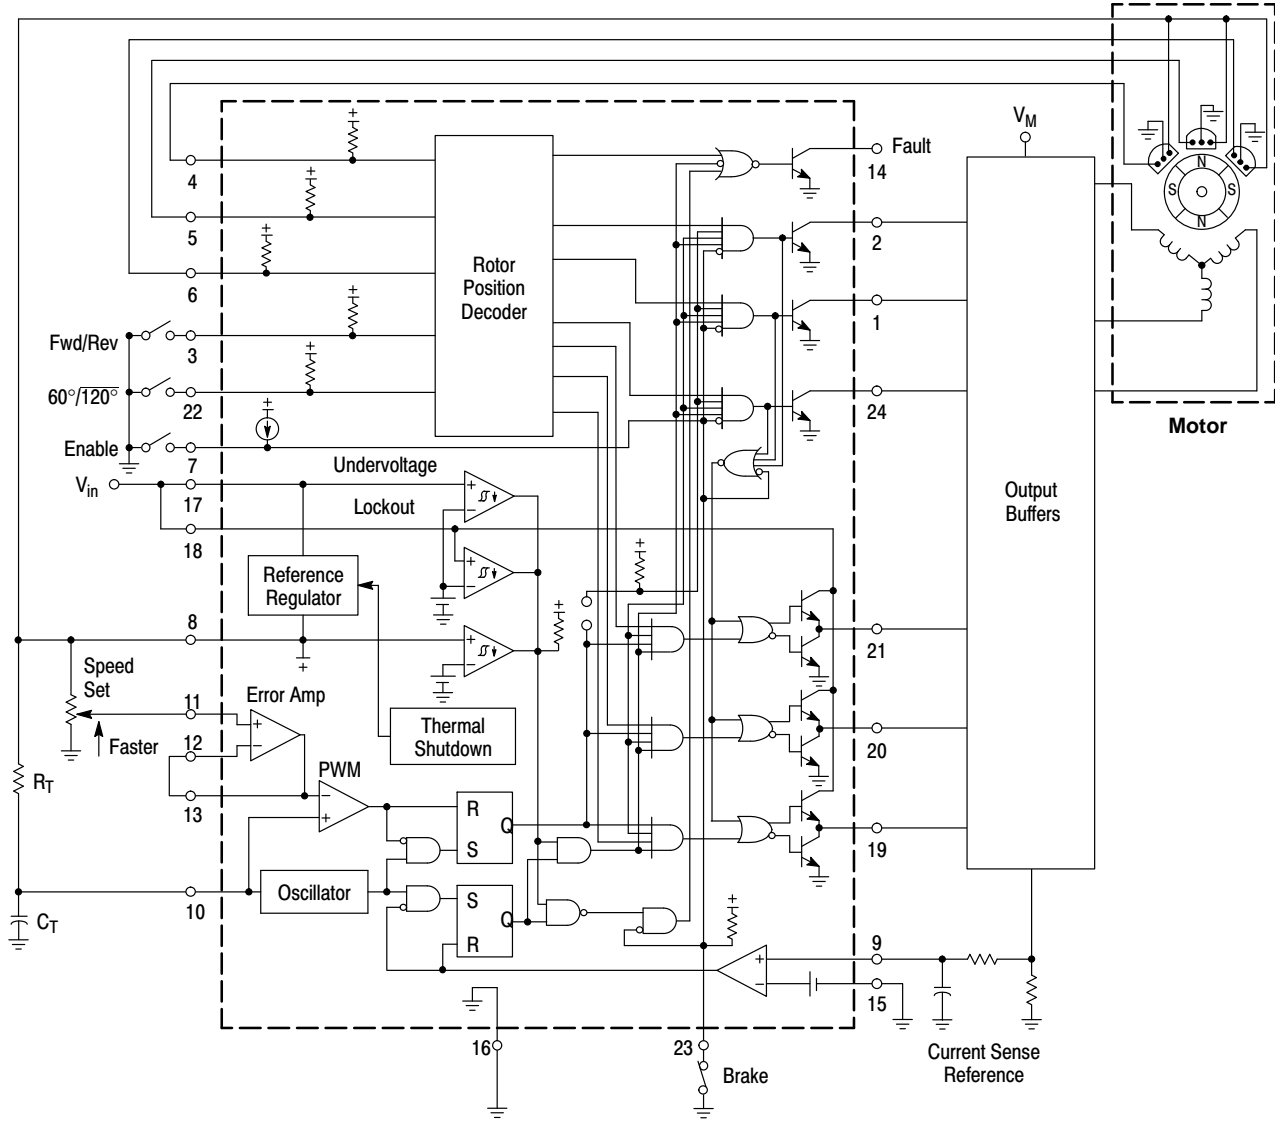 V_M
Fault
14
4
5
6
2
1
24
N
S
S
N
Motor
Rotor
Position
Decoder
Fwd/Rev
3
60°/120°
22
Enable
7
V_in
17
18
Undervoltage
Lockout
Output
Buffers
Reference
Regulator
8
Speed
Set
11
Error Amp
Faster
12
13
Thermal
Shutdown
PWM
R
S
Q
S
R
Q
R_T
C_T
10
Oscillator
21
20
19
9
15
16
23
Brake
Current Sense
Reference